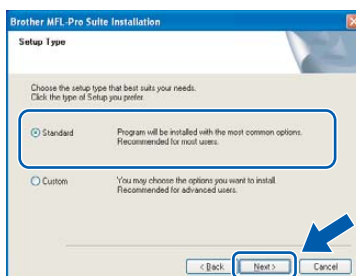 Brother MFL-Pro Suite Installation
Setup Type
Choose the setup type that best suits your needs.
Click the type of Setup you prefer.
Standard
Program will be installed with the most common options.
Recommended for most users.
Custom
You may choose the options you want to install.
Recommended for advanced users.
< Back
Next >
Cancel